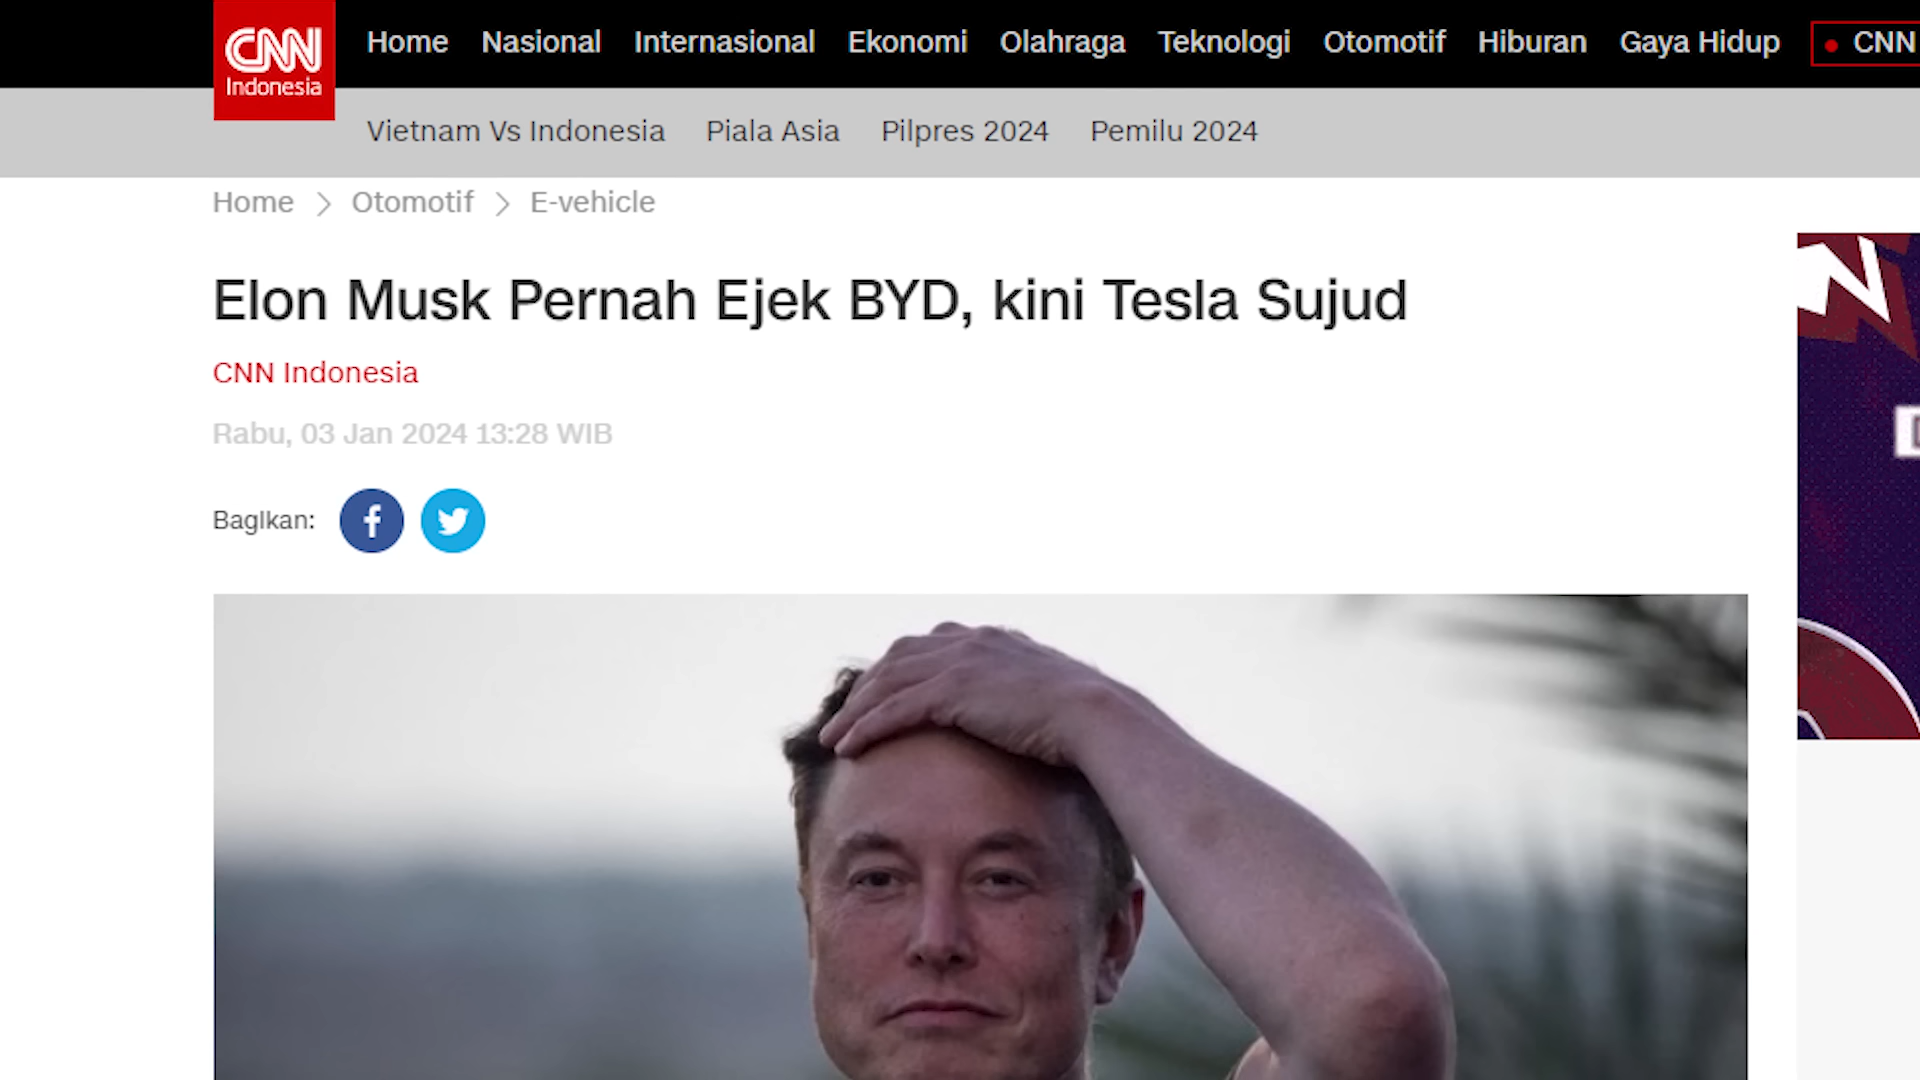 CNN
Indonesia
Home Nasional Internasional Ekonomi Olahraga Teknologi Otomotif Hiburan Gaya Hidup CNN
Vietnam Vs Indonesia Piala Asia Pilpres 2024 Pemilu 2024
Home > Otomotif > E-vehicle
Elon Musk Pernah Ejek BYD, kini Tesla Sujud
CNN Indonesia
Rabu, 03 Jan 2024 13:28 WIB
Bagikan: